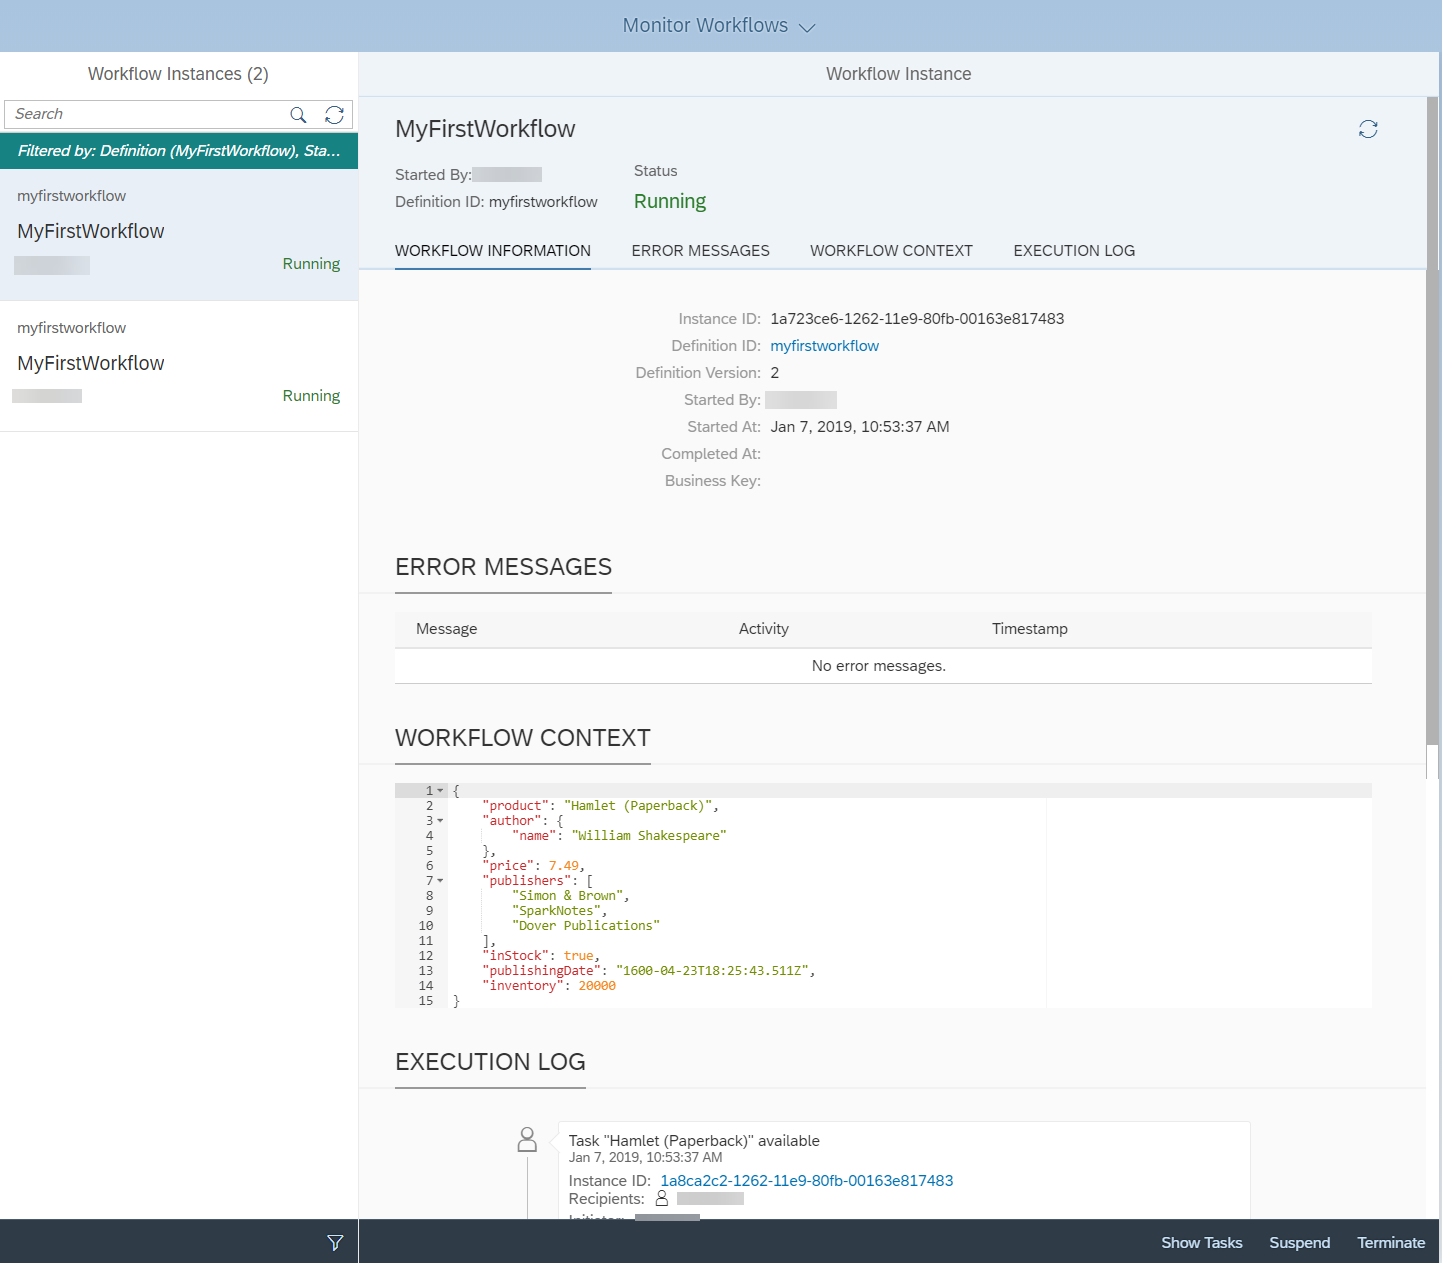 Monitor Workflows
Workflow Instances (2)
Search
Filtered by: Definition (MyFirstWorkflow), Sta...
myfirstworkflow
MyFirstWorkflow
Running
myfirstworkflow
MyFirstWorkflow
Running
Workflow Instance
MyFirstWorkflow
Started By:
Definition ID: myfirstworkflow
Status
Running
WORKFLOW INFORMATION ERROR MESSAGES WORKFLOW CONTEXT EXECUTION LOG
Instance ID: 1a723ce6-1262-11e9-80fb-00163e817483
Definition ID: myfirstworkflow
Definition Version: 2
Started By:
Started At: Jan 7, 2019, 10:53:37 AM
Completed At:
Business Key:
ERROR MESSAGES
Message Activity Timestamp
No error messages.
WORKFLOW CONTEXT
1 {
2 "product": "Hamlet (Paperback)",
3 "author": {
4 "name": "William Shakespeare"
5 },
6 "price": 7.49,
7 "publishers": [
8 "Simon & Brown",
9 "SparkNotes",
10 "Dover Publications"
11 ],
12 "inStock": true,
13 "publishingDate": "1600-04-23T18:25:43.511Z",
14 "inventory": 20000
15 }
EXECUTION LOG
Task "Hamlet (Paperback)" available
Jan 7, 2019, 10:53:37 AM
Instance ID: 1a8ca2c2-1262-11e9-80fb-00163e817483
Recipients:
Initiator:
Show Tasks Suspend Terminate